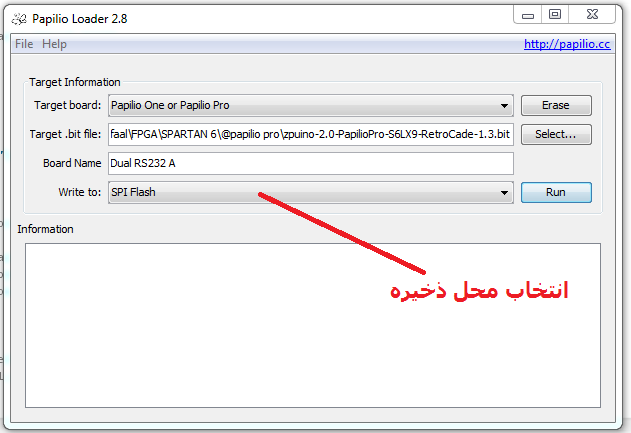 Papilio Loader 2.8
File Help http://papilio.cc
Target Information
Target board: Papilio One or Papilio Pro Erase
Target .bit file: faal\FPGA\SPARTAN 6\@papilio pro\zpuino-2.0-PapilioPro-S6LX9-RetroCade-1.3.bit Select...
Board Name Dual RS232 A
Write to: SPI Flash Run
Information
انتخاب محل ذخیره